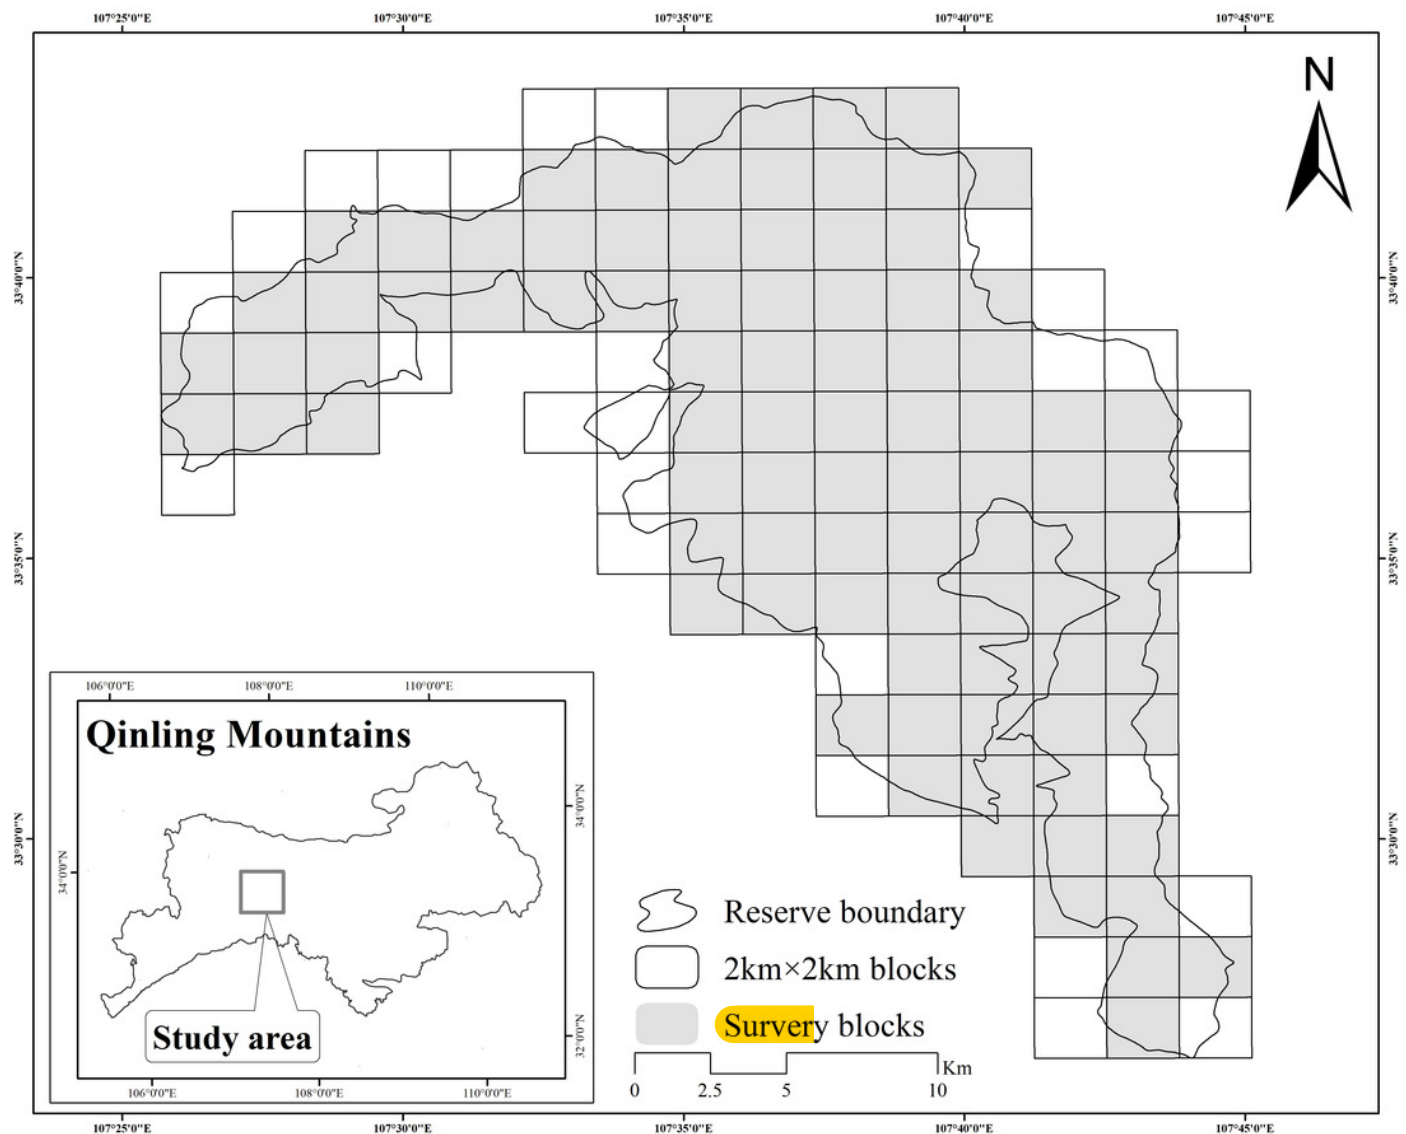 107°25'0"E 107°30'0"E 107°35'0"E 107°40'0"E 107°45'0"E
N
33°40'0"N 33°40'0"N
33°35'0"N 33°35'0"N
33°30'0"N 33°30'0"N
106°0'0"E 108°0'0"E 110°0'0"E
Qinling Mountains
34°0'0"N
34°0'0"N
32°0'0"N
Study area
106°0'0"E 108°0'0"E 110°0'0"E
Reserve boundary
2km×2km blocks
Survery blocks
Km
0 2.5 5 10
107°25'0"E 107°30'0"E 107°35'0"E 107°40'0"E 107°45'0"E